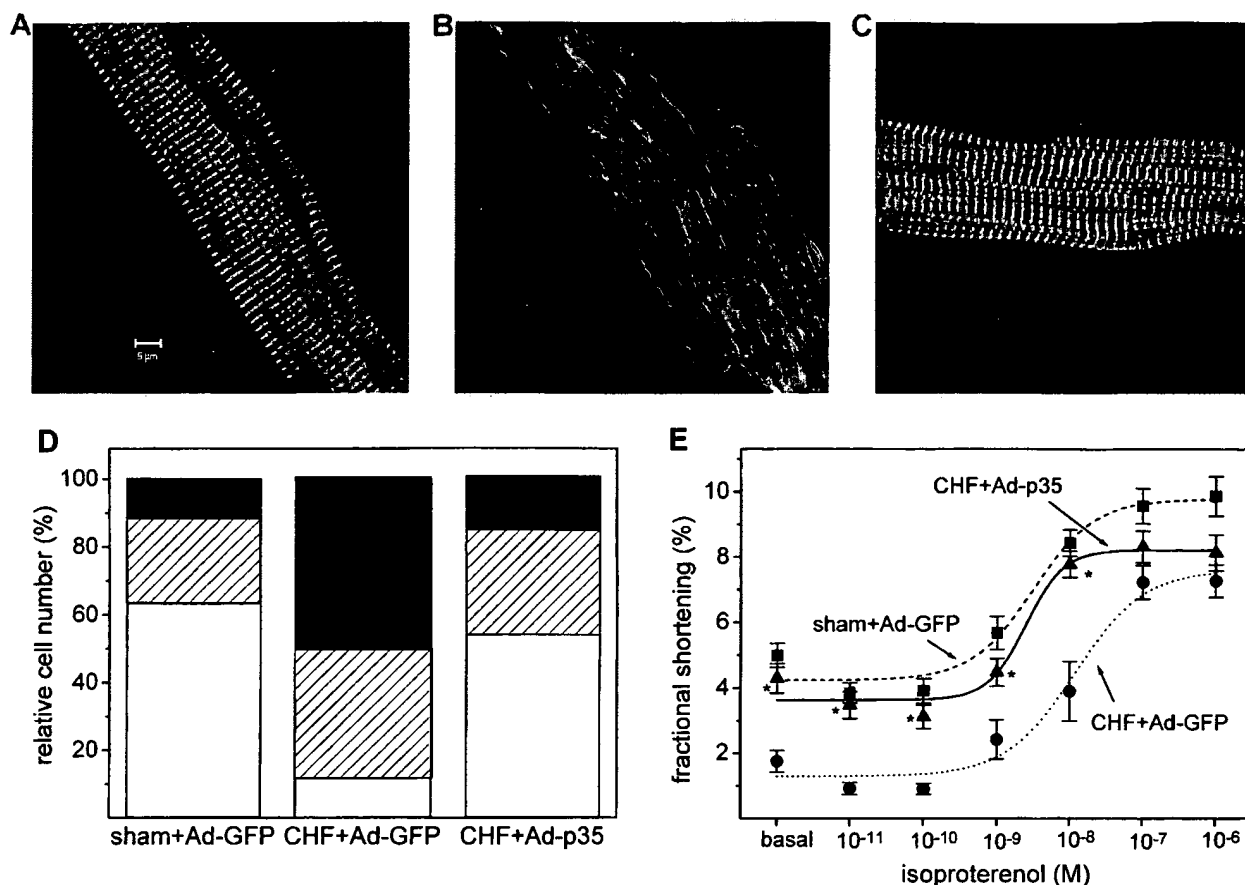 A
B
C
5 µm
D
relative cell number (%)
100
80
60
40
20
sham+Ad-GFP CHF+Ad-GFP CHF+Ad-p35
E
fractional shortening (%)
10
8
6
4
2
CHF+Ad-p35
sham+Ad-GFP
CHF+Ad-GFP
* * * * *
basal 10-11 10-10 10-9 10-8 10-7 10-6
isoproterenol (M)